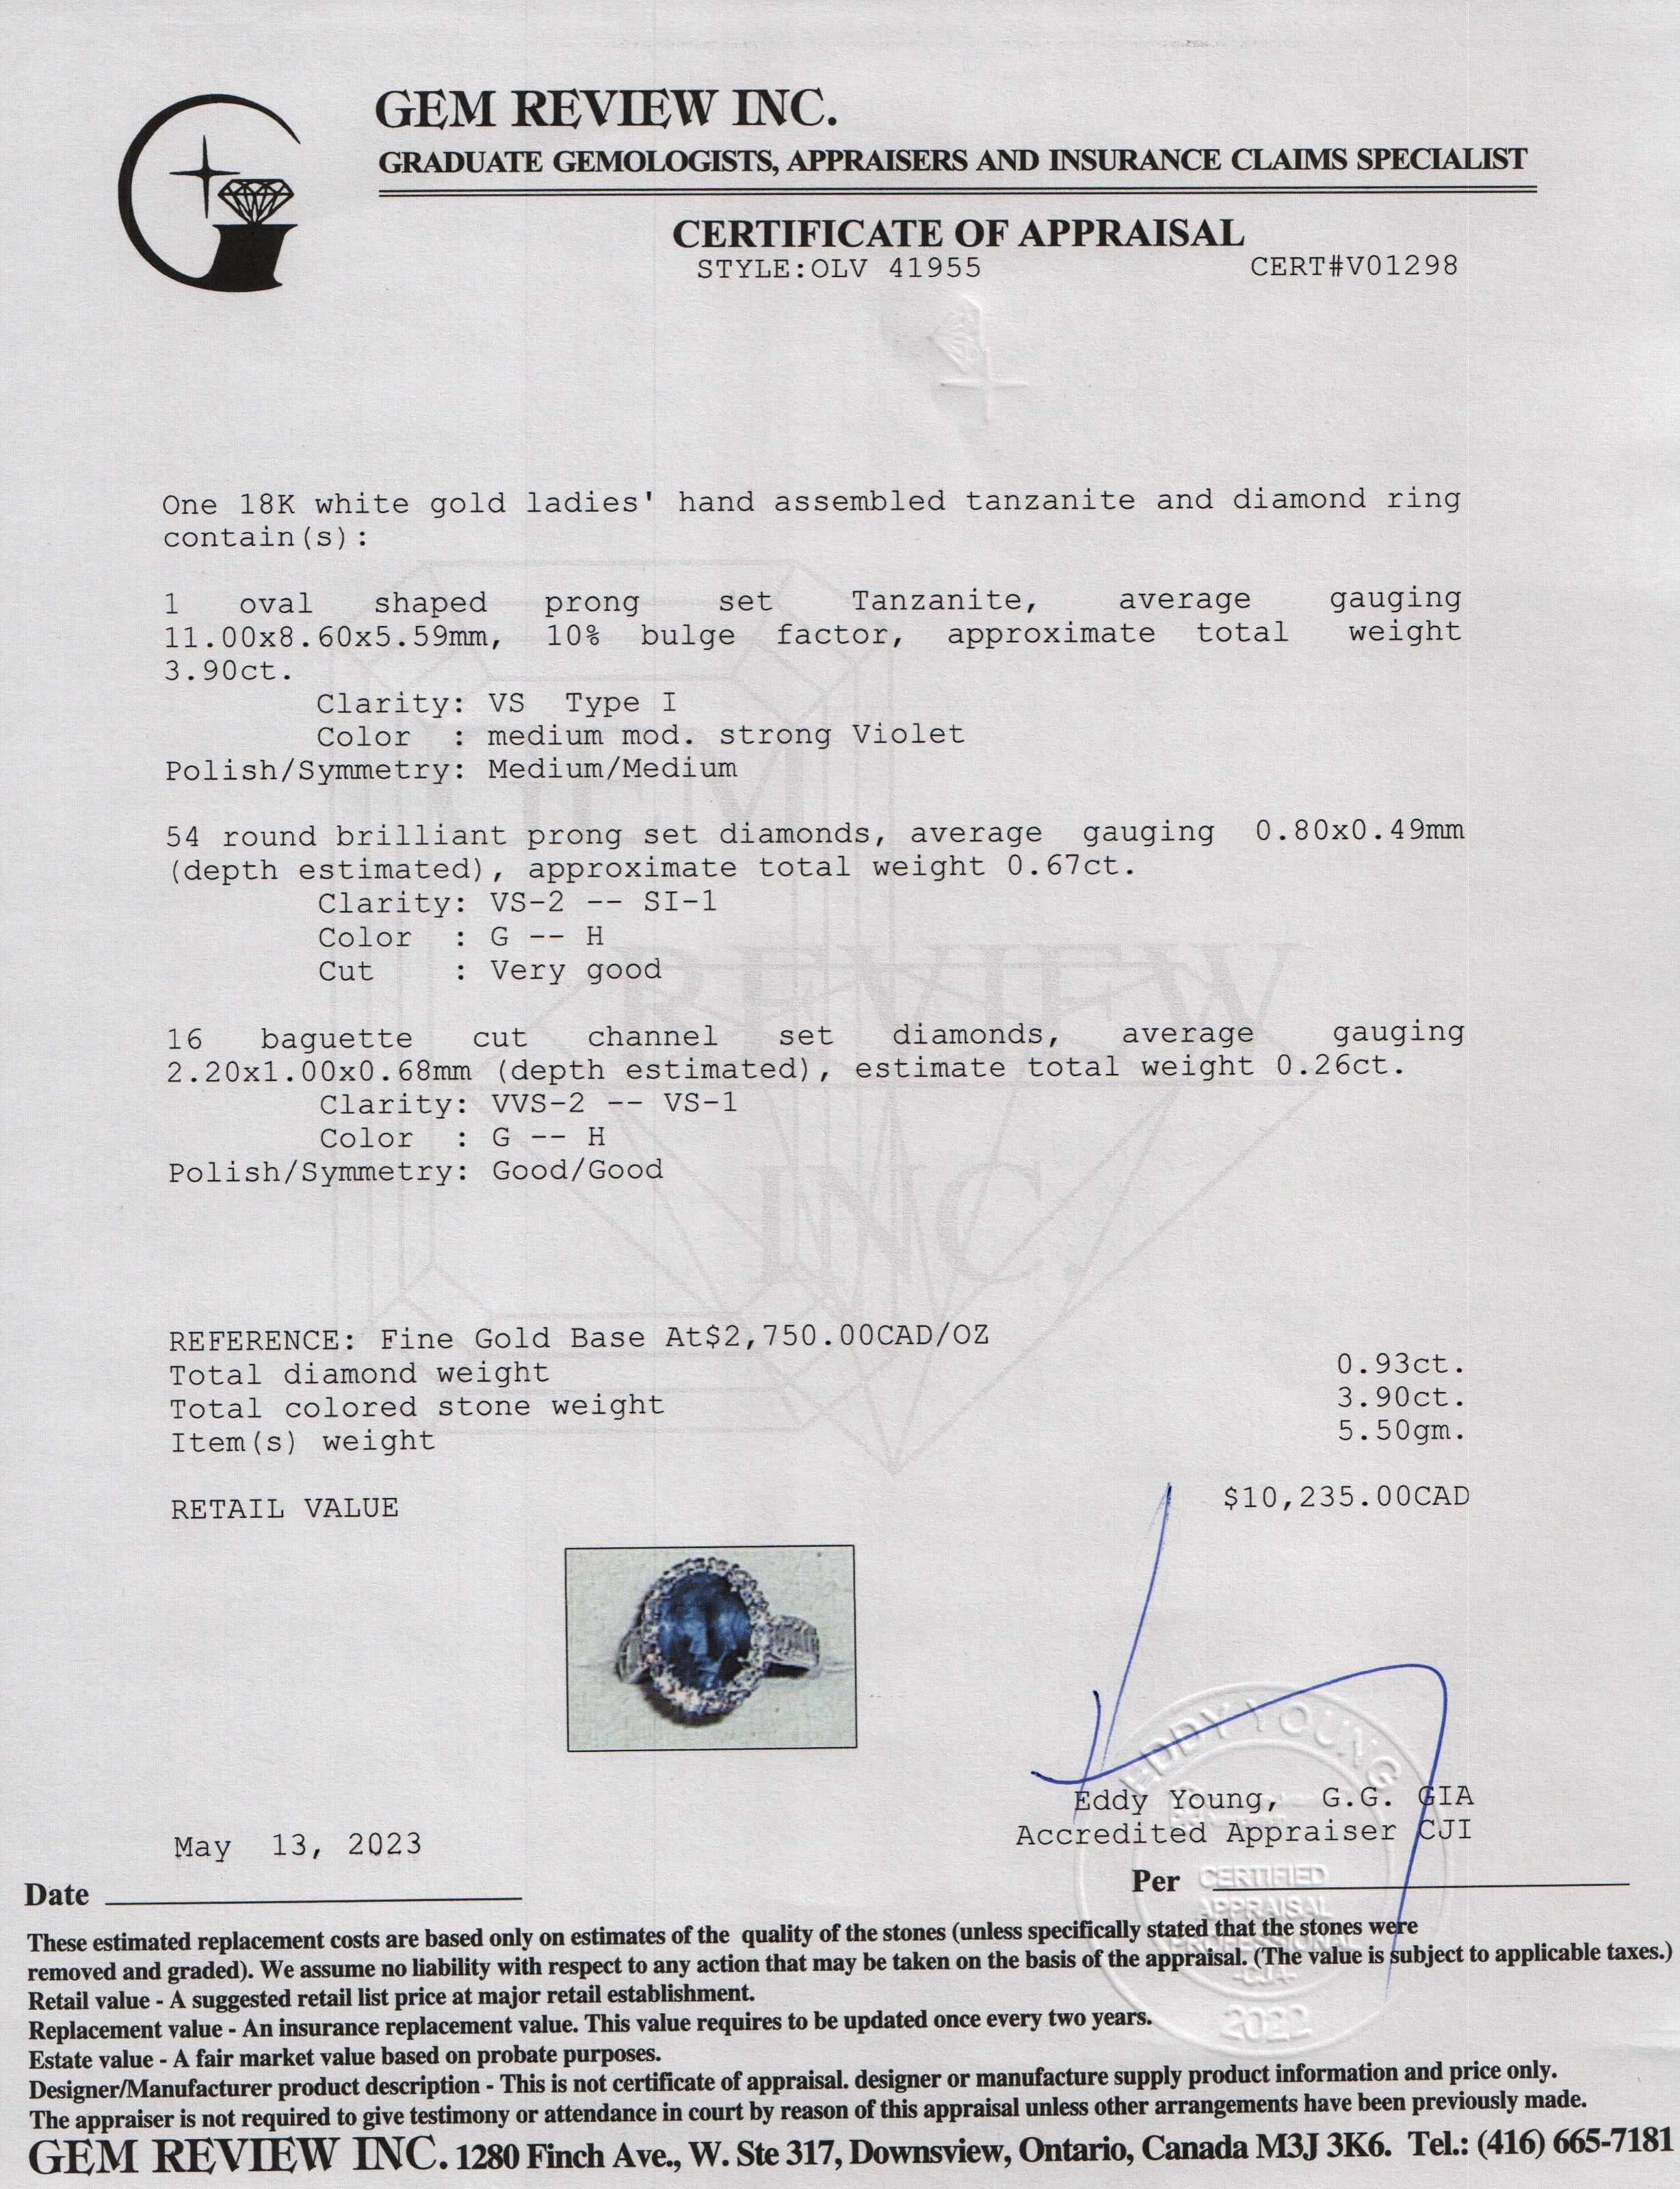 GEM REVIEW INC.
GRADUATE GEMOLOGISTS, APPRAISERS AND INSURANCE CLAIMS SPECIALIST
CERTIFICATE OF APPRAISAL
STYLE:OLV 41955 CERT#V01298
One 18K white gold ladies' hand assembled tanzanite and diamond ring
contain(s):
1 oval shaped prong set Tanzanite, average gauging
11.00x8.60x5.59mm, 10% bulge factor, approximate total weight
3.90ct.
Clarity: VS Type I
Color : medium mod. strong Violet
Polish/Symmetry: Medium/Medium
54 round brilliant prong set diamonds, average gauging 0.80x0.49mm
(depth estimated), approximate total weight 0.67ct.
Clarity: VS-2 -- SI-1
Color : G -- H
Cut : Very good
16 baguette cut channel set diamonds, average gauging
2.20x1.00x0.68mm (depth estimated), estimate total weight 0.26ct.
Clarity: VVS-2 -- VS-1
Color : G -- H
Polish/Symmetry: Good/Good
GEM
REVIEW
INC.
REFERENCE: Fine Gold Base At$2,750.00CAD/OZ
Total diamond weight 0.93ct.
Total colored stone weight 3.90ct.
Item(s) weight 5.50gm.
RETAIL VALUE $10,235.00CAD
EDDY YOUNG
Eddy Young, G.G. GIA
Accredited Appraiser CJI
May 13, 2023
Date
Per
CERTIFIED
APPRAISAL
PROFESSIONAL
-CJA-
2022
These estimated replacement costs are based only on estimates of the quality of the stones (unless specifically stated that the stones were
removed and graded). We assume no liability with respect to any action that may be taken on the basis of the appraisal. (The value is subject to applicable taxes.)
Retail value - A suggested retail list price at major retail establishment.
Replacement value - An insurance replacement value. This value requires to be updated once every two years.
Estate value - A fair market value based on probate purposes.
Designer/Manufacturer product description - This is not certificate of appraisal. designer or manufacture supply product information and price only.
The appraiser is not required to give testimony or attendance in court by reason of this appraisal unless other arrangements have been previously made.
GEM REVIEW INC. 1280 Finch Ave., W. Ste 317, Downsview, Ontario, Canada M3J 3K6. Tel.: (416) 665-7181